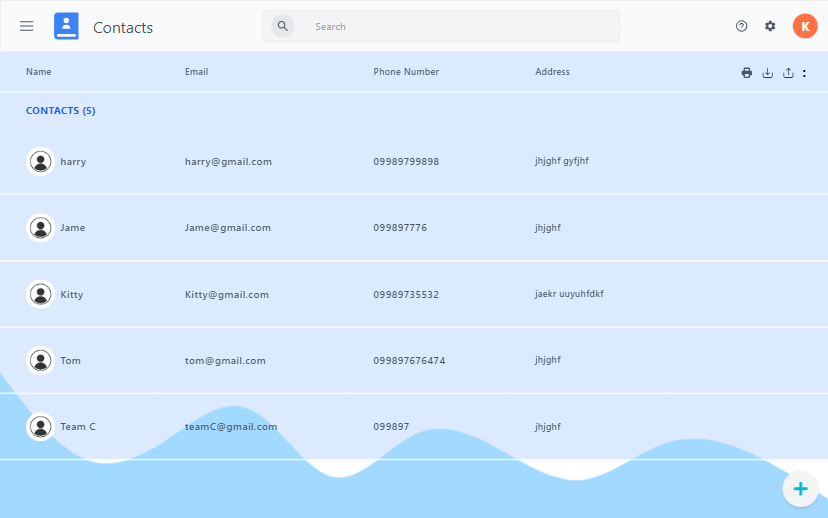 Contacts
Search
K
Name Email Phone Number Address
CONTACTS (5)
harry harry@gmail.com 09989799898 jhjghf gyfjhf
Jame Jame@gmail.com 099897776 jhjghf
Kitty Kitty@gmail.com 09989735532 jaekr uuyuhfdkf
Tom tom@gmail.com 099897676474 jhjghf
Team C teamC@gmail.com 099897 jhjghf